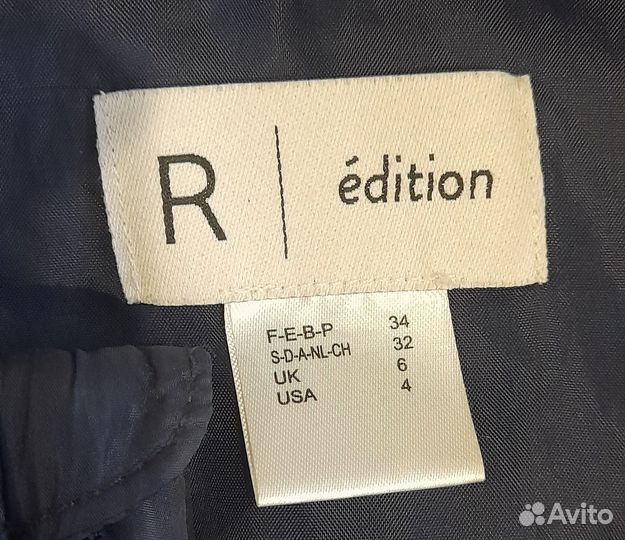 R | édition
F-E-B-P 34
S-D-A-NL-CH 32
UK 6
USA 4
Avito